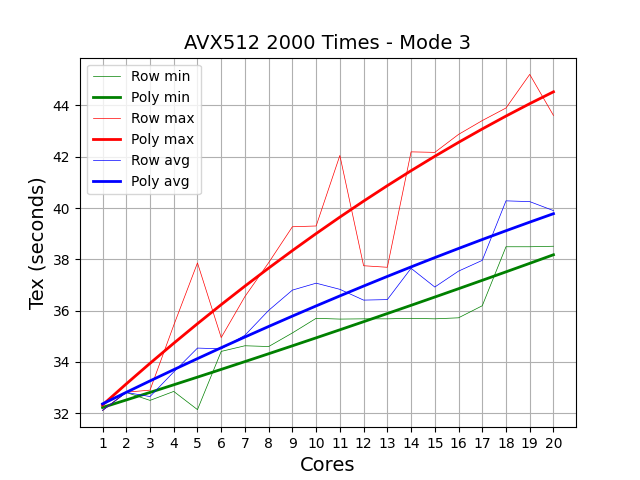 AVX512 2000 Times - Mode 3
Row min
Poly min
Row max
Poly max
Row avg
Poly avg
Tex (seconds)
44
42
40
38
36
34
32
1 2 3 4 5 6 7 8 9 10 11 12 13 14 15 16 17 18 19 20
Cores